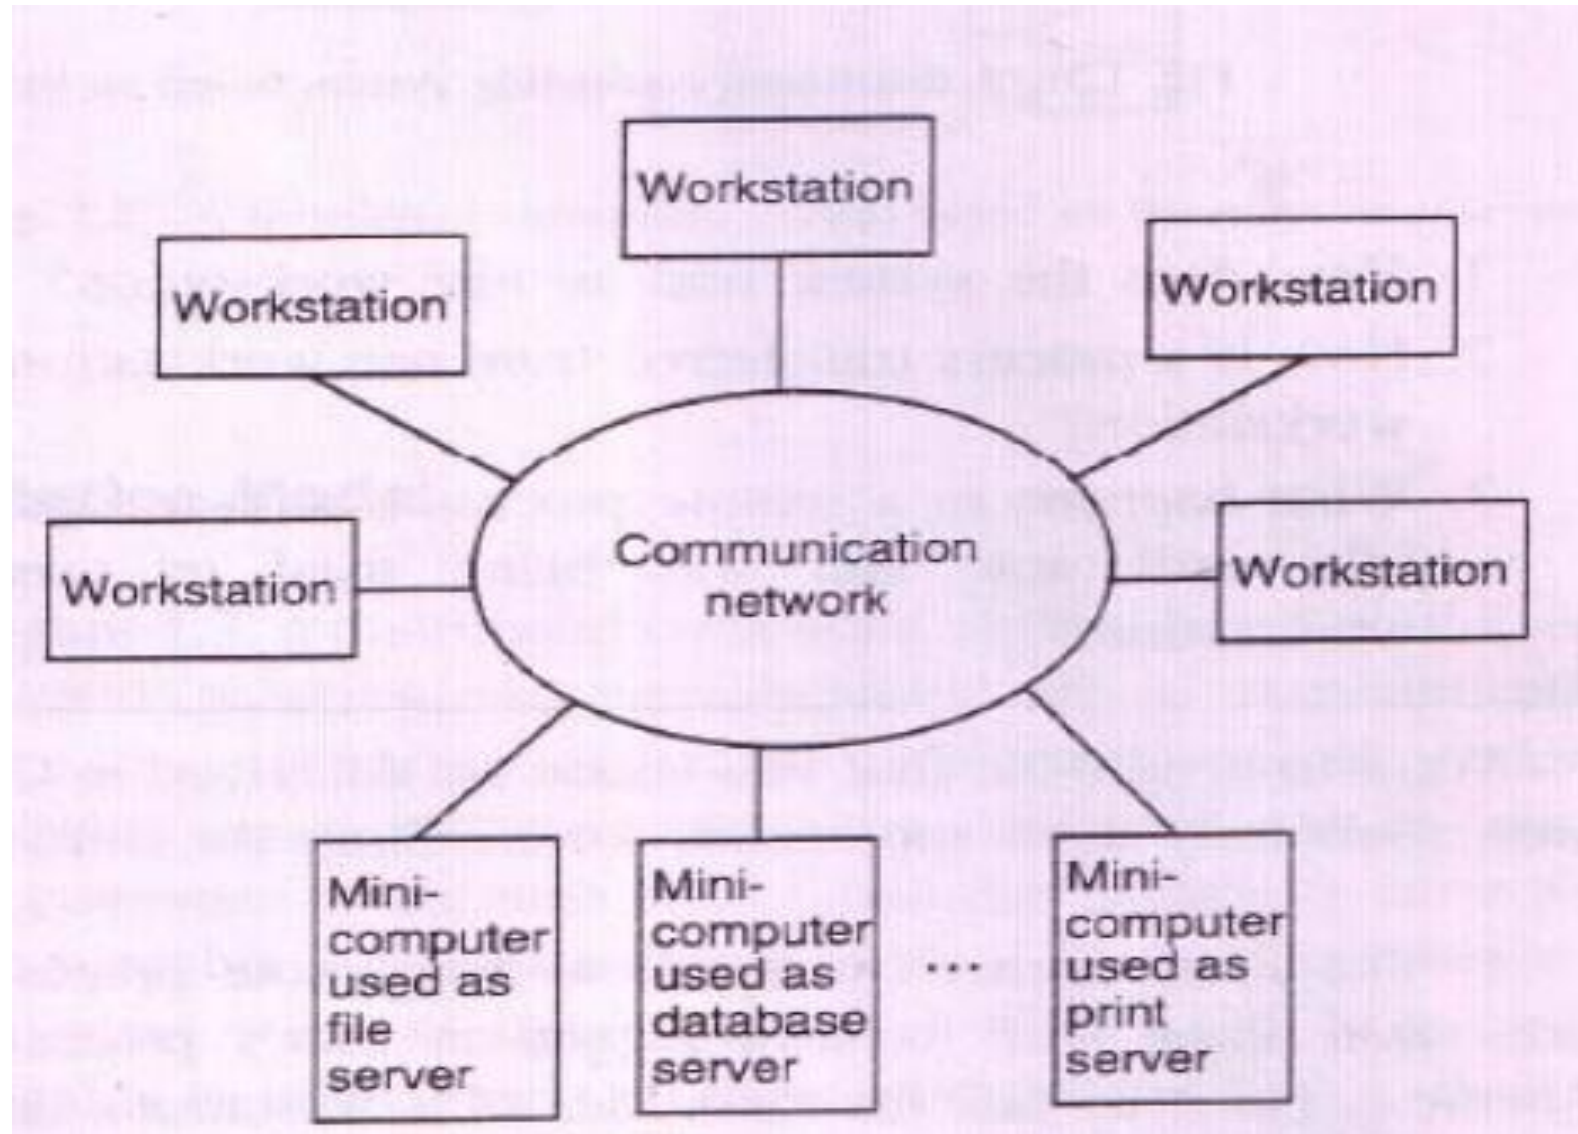 Workstation
Workstation
Workstation
Workstation
Workstation
Communication
network
Mini-
computer
used as
file
server
Mini-
computer
used as
database
server
...
Mini-
computer
used as
print
server